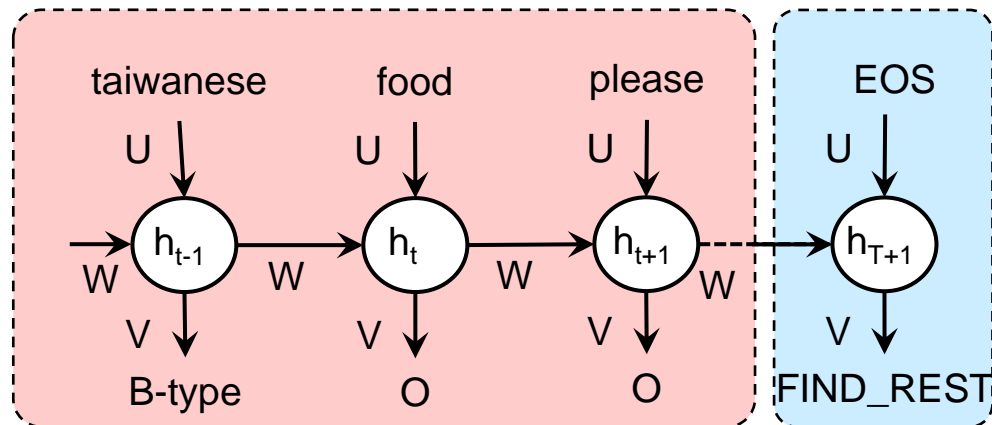 taiwanese food please EOS
U U U U
h_{t-1} h_t h_{t+1} h_{T+1}
W W W W
V V V V
B-type O O FIND_REST